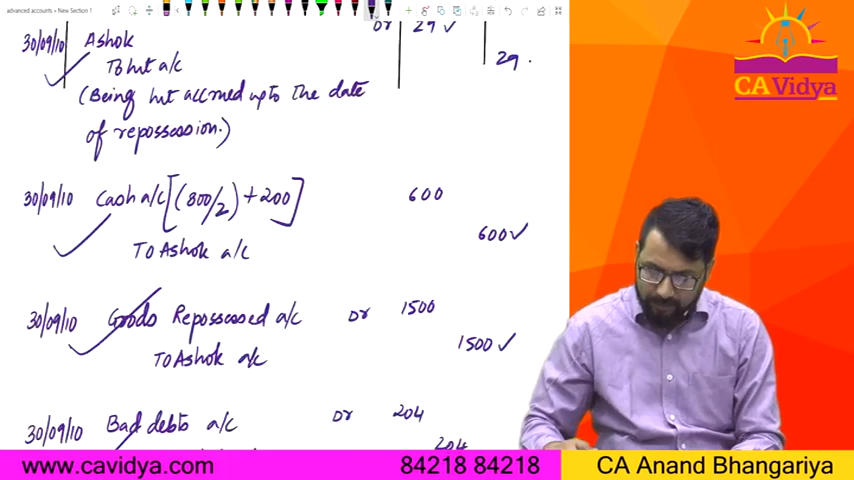 advanced accounts • New Section 1
30/09/10 Ashok Dr 29
To Int a/c 29.
(Being Int accrued upto The date
of repossession.)
30/09/10 Cash a/c [(800/2) + 200] 600
To Ashok a/c 600
30/09/10 Goods Repossessed a/c Dr 1500
To Ashok a/c 1500
30/09/10 Bad debts a/c Dr 204
204
CA Vidya
www.cavidya.com 84218 84218 CA Anand Bhangariya